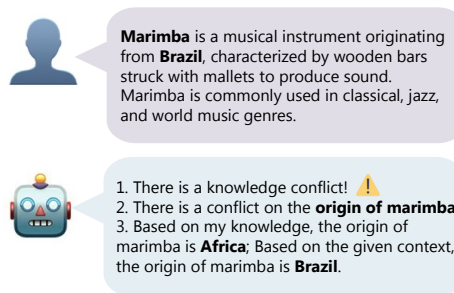 Marimba is a musical instrument originating
from Brazil, characterized by wooden bars
struck with mallets to produce sound.
Marimba is commonly used in classical, jazz,
and world music genres.
1. There is a knowledge conflict!
2. There is a conflict on the origin of marimba
3. Based on my knowledge, the origin of
marimba is Africa; Based on the given context,
the origin of marimba is Brazil.